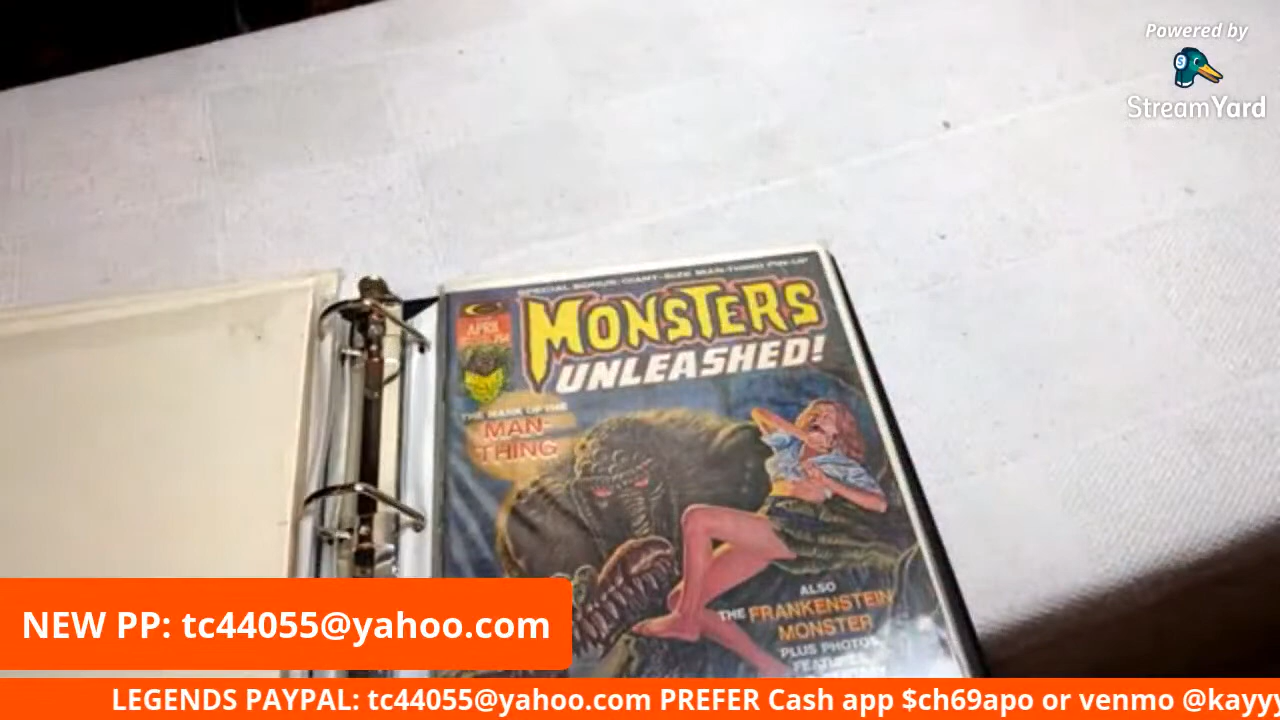 Powered by
StreamYard
SPECIAL BONUS: GIANT-SIZE MAN-THING PIN-UP
APRIL
MONSTERS
UNLEASHED!
THE MARK OF THE
MAN-
THING
ALSO
THE FRANKENSTEIN
MONSTER
PLUS PHOTOS,
FEATURES
NEW PP: tc44055@yahoo.com
LEGENDS PAYPAL: tc44055@yahoo.com PREFER Cash app $ch69apo or venmo @kayyy